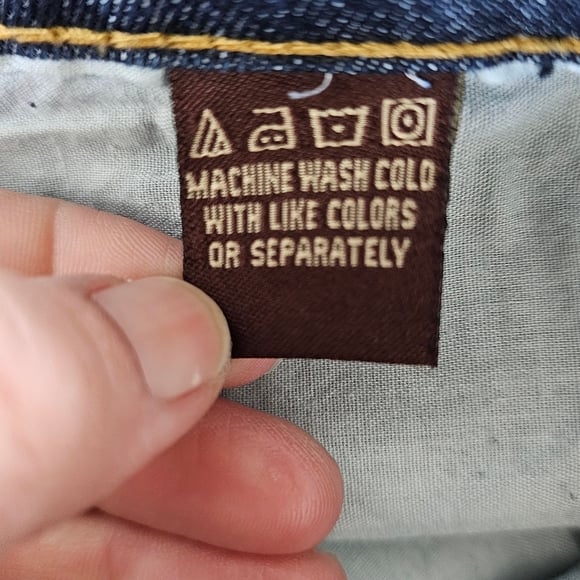 MACHINE WASH COLD
WITH LIKE COLORS
OR SEPARATELY